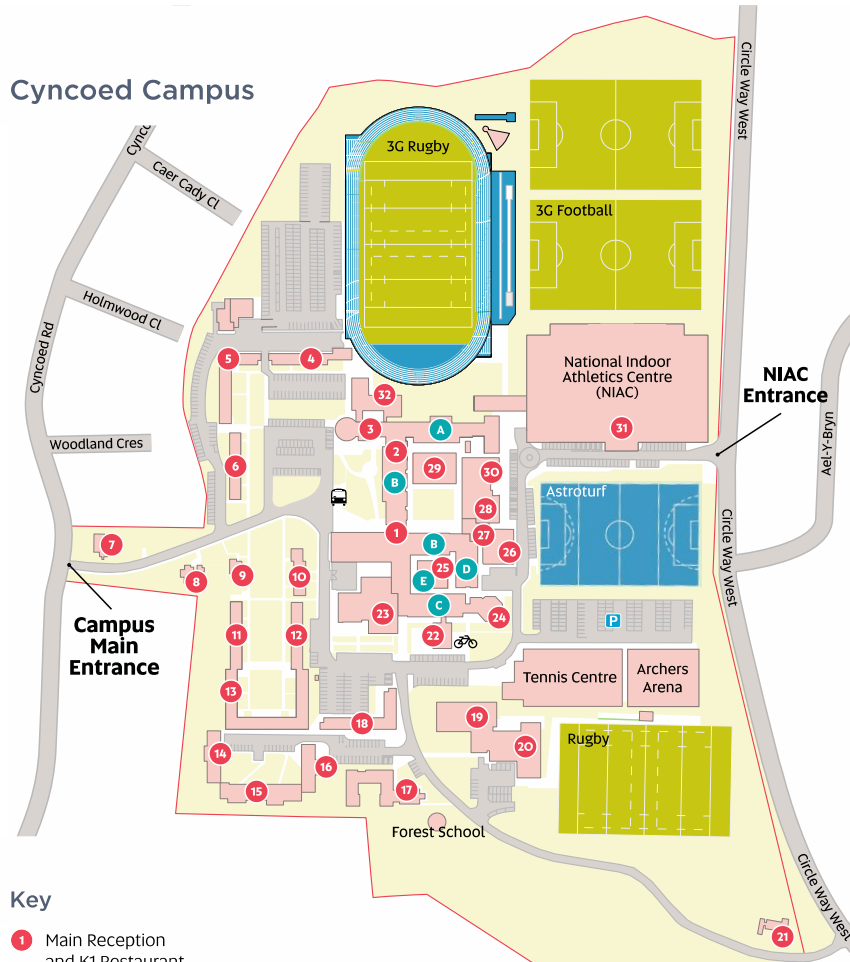 Cyncoed Campus
Circle Way West
Caer Cady Cl
3G Rugby
3G Football
Holmwood Cl
Cyncoed Rd
5
4
National Indoor
Athletics Centre
(NIAC)
NIAC
Entrance
32
3
A
31
2
Woodland Cres
29
30
6
B
Ael-Y-Bryn
Astroturf
28
1
27
7
B
26
Circle Way West
25
D
9
10
8
E
C
23
24
P
Campus
Main
Entrance
11
12
22
Tennis Centre
Archers
Arena
13
19
18
Rugby
20
14
16
15
17
Forest School
Circle Way West
21
Key
1 Main Reception
and K1 Restaurant